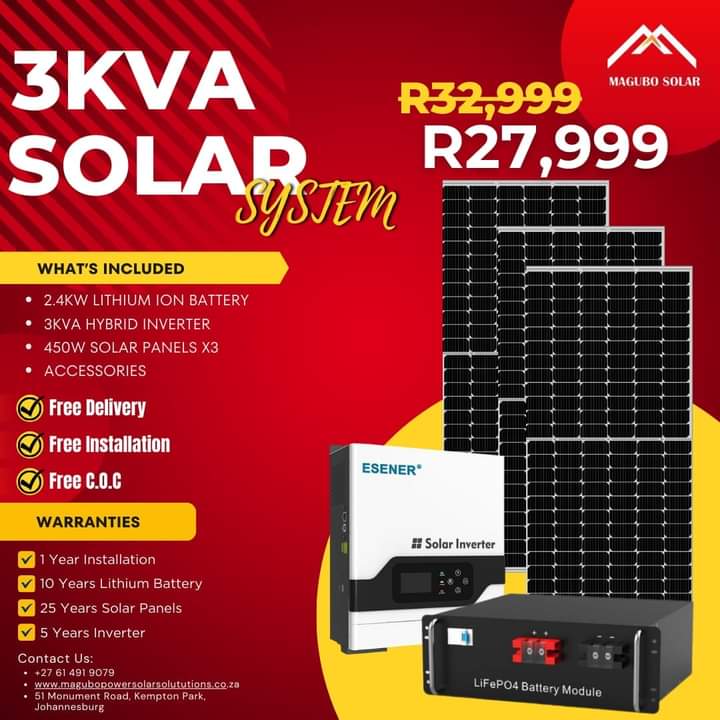 3KVA
SOLAR
SYSTEM
MAGUBO SOLAR
R32,999
R27,999
WHAT'S INCLUDED
• 2.4KW LITHIUM ION BATTERY
• 3KVA HYBRID INVERTER
• 450W SOLAR PANELS X3
• ACCESSORIES
Free Delivery
Free Installation
Free C.O.C
WARRANTIES
1 Year Installation
10 Years Lithium Battery
25 Years Solar Panels
5 Years Inverter
Contact Us:
• +27 61 491 9079
• www.magubopowersolarsolututions.co.za
• 51 Monument Road, Kempton Park,
Johannesburg
ESENER®
Solar Inverter
LiFePO4 Battery Module